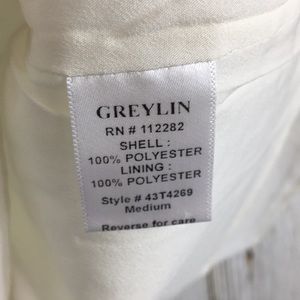 GREYLIN
RN # 112282
SHELL :
100% POLYESTER
LINING :
100% POLYESTER
Style # 43T4269
Medium
Reverse for care